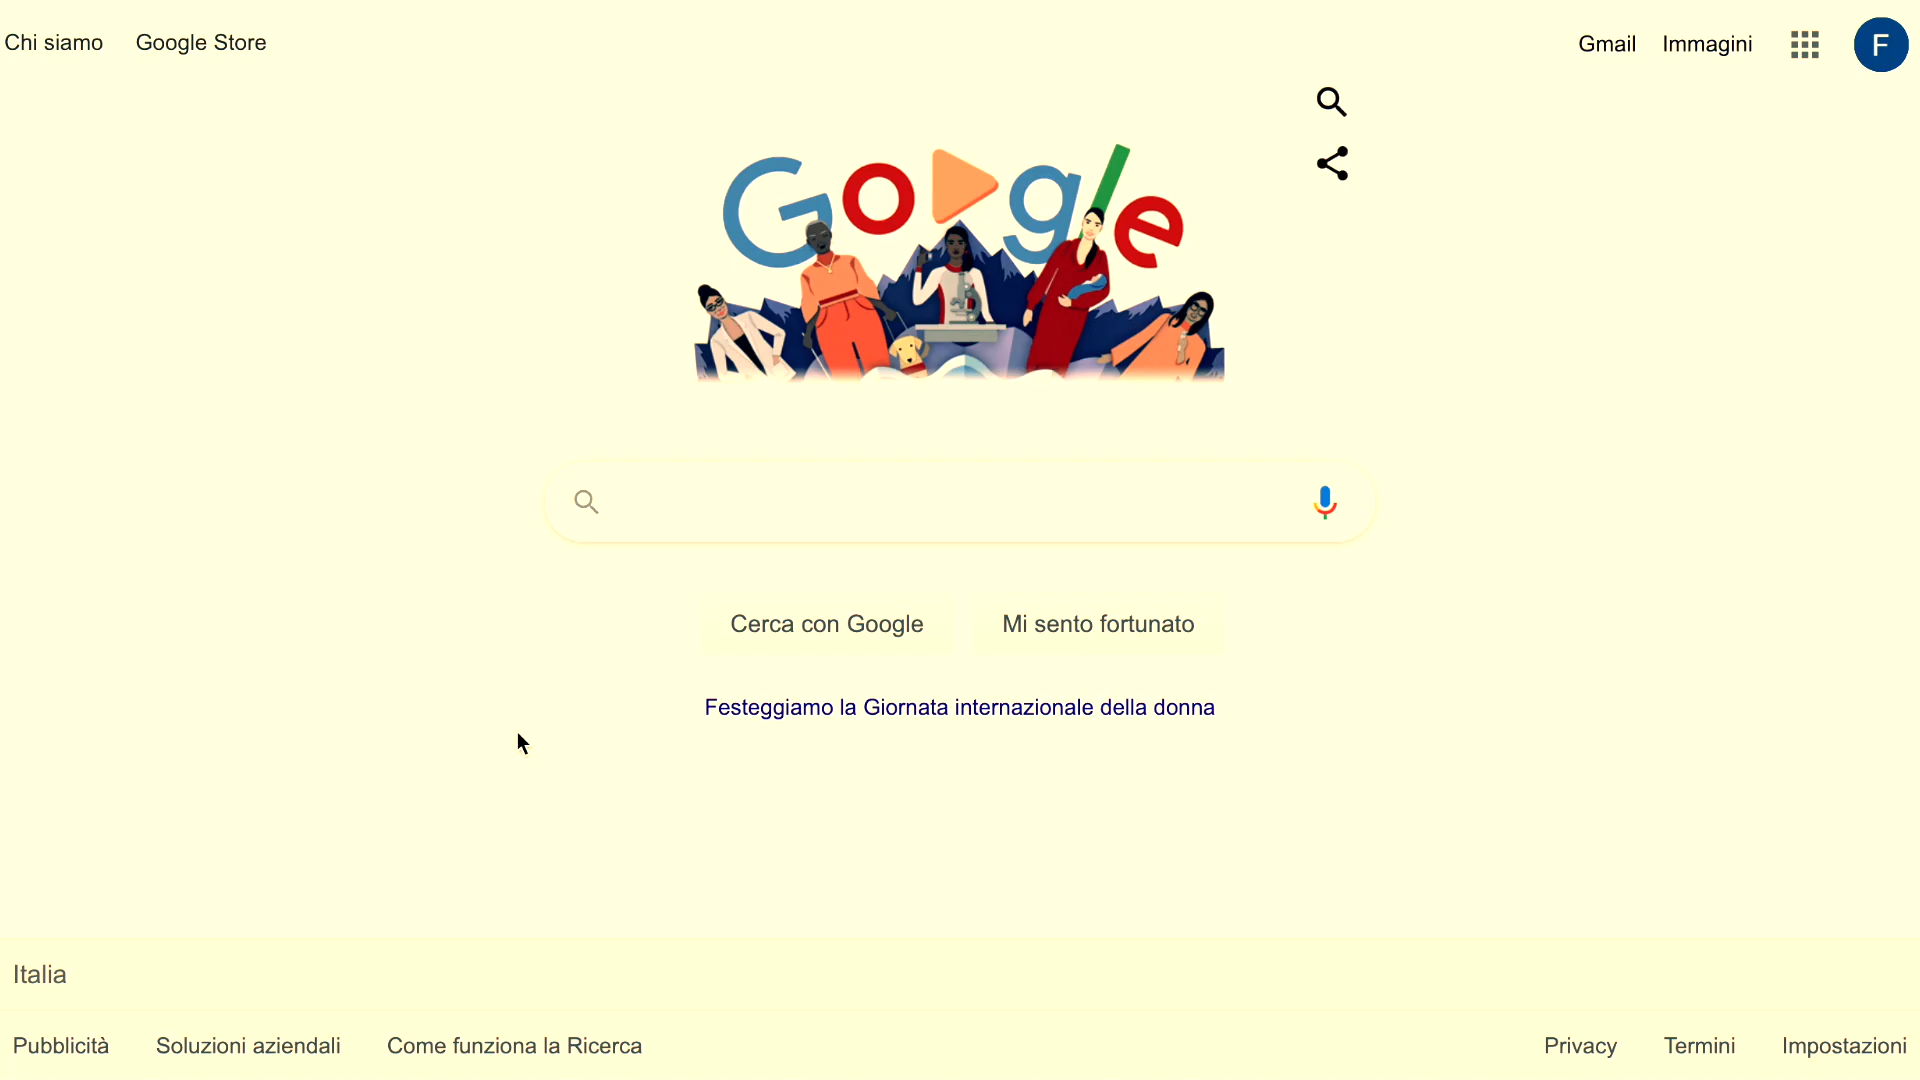 Chi siamo Google Store Gmail Immagini F
Google
Cerca con Google Mi sento fortunato
Festeggiamo la Giornata internazionale della donna
Italia
Pubblicità Soluzioni aziendali Come funziona la Ricerca Privacy Termini Impostazioni